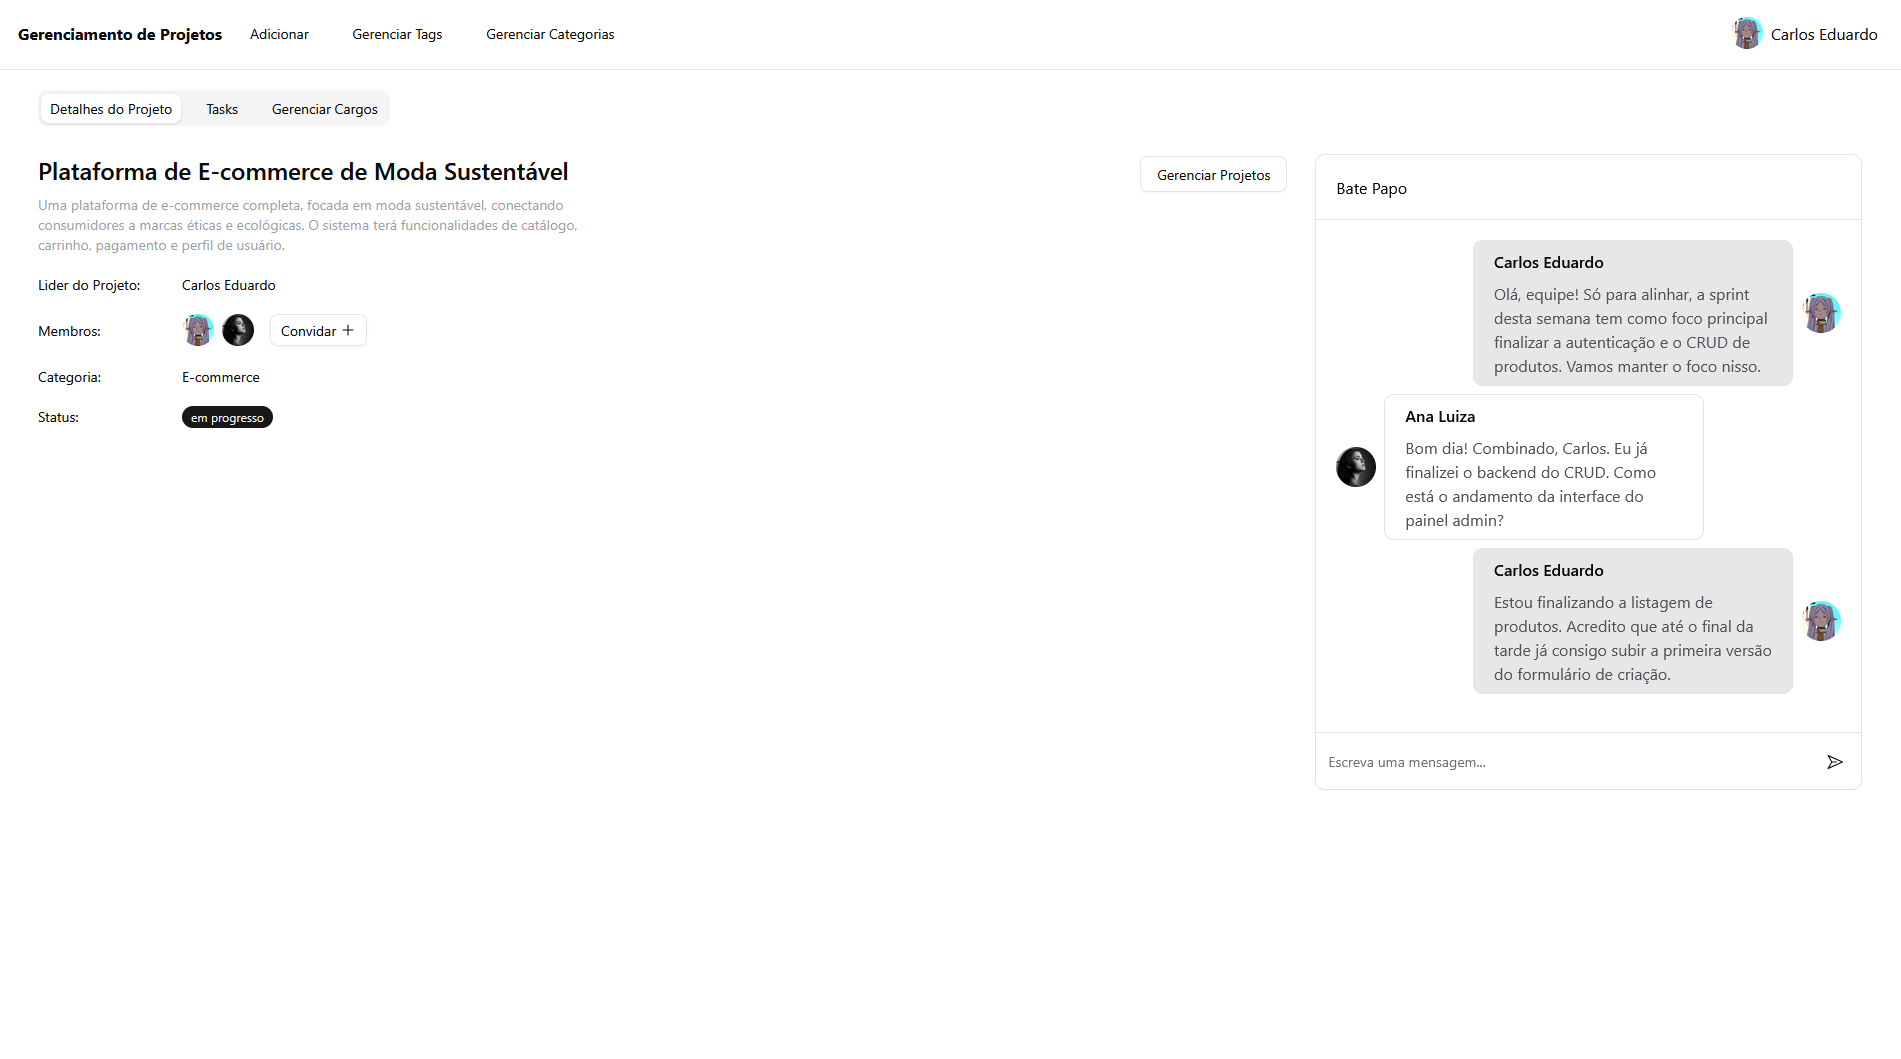 Gerenciamento de Projetos
Adicionar
Gerenciar Tags
Gerenciar Categorias
Carlos Eduardo
Detalhes do Projeto
Tasks
Gerenciar Cargos
Plataforma de E-commerce de Moda Sustentável
Uma plataforma de e-commerce completa, focada em moda sustentável, conectando
consumidores a marcas éticas e ecológicas. O sistema terá funcionalidades de catálogo,
carrinho, pagamento e perfil de usuário.
Lider do Projeto:
Carlos Eduardo
Membros:
Convidar
Categoria:
E-commerce
Status:
em progresso
Gerenciar Projetos
Bate Papo
Carlos Eduardo
Olá, equipe! Só para alinhar, a sprint
desta semana tem como foco principal
finalizar a autenticação e o CRUD de
produtos. Vamos manter o foco nisso.
Ana Luiza
Bom dia! Combinado, Carlos. Eu já
finalizei o backend do CRUD. Como
está o andamento da interface do
painel admin?
Carlos Eduardo
Estou finalizando a listagem de
produtos. Acredito que até o final da
tarde já consigo subir a primeira versão
do formulário de criação.
Escreva uma mensagem...